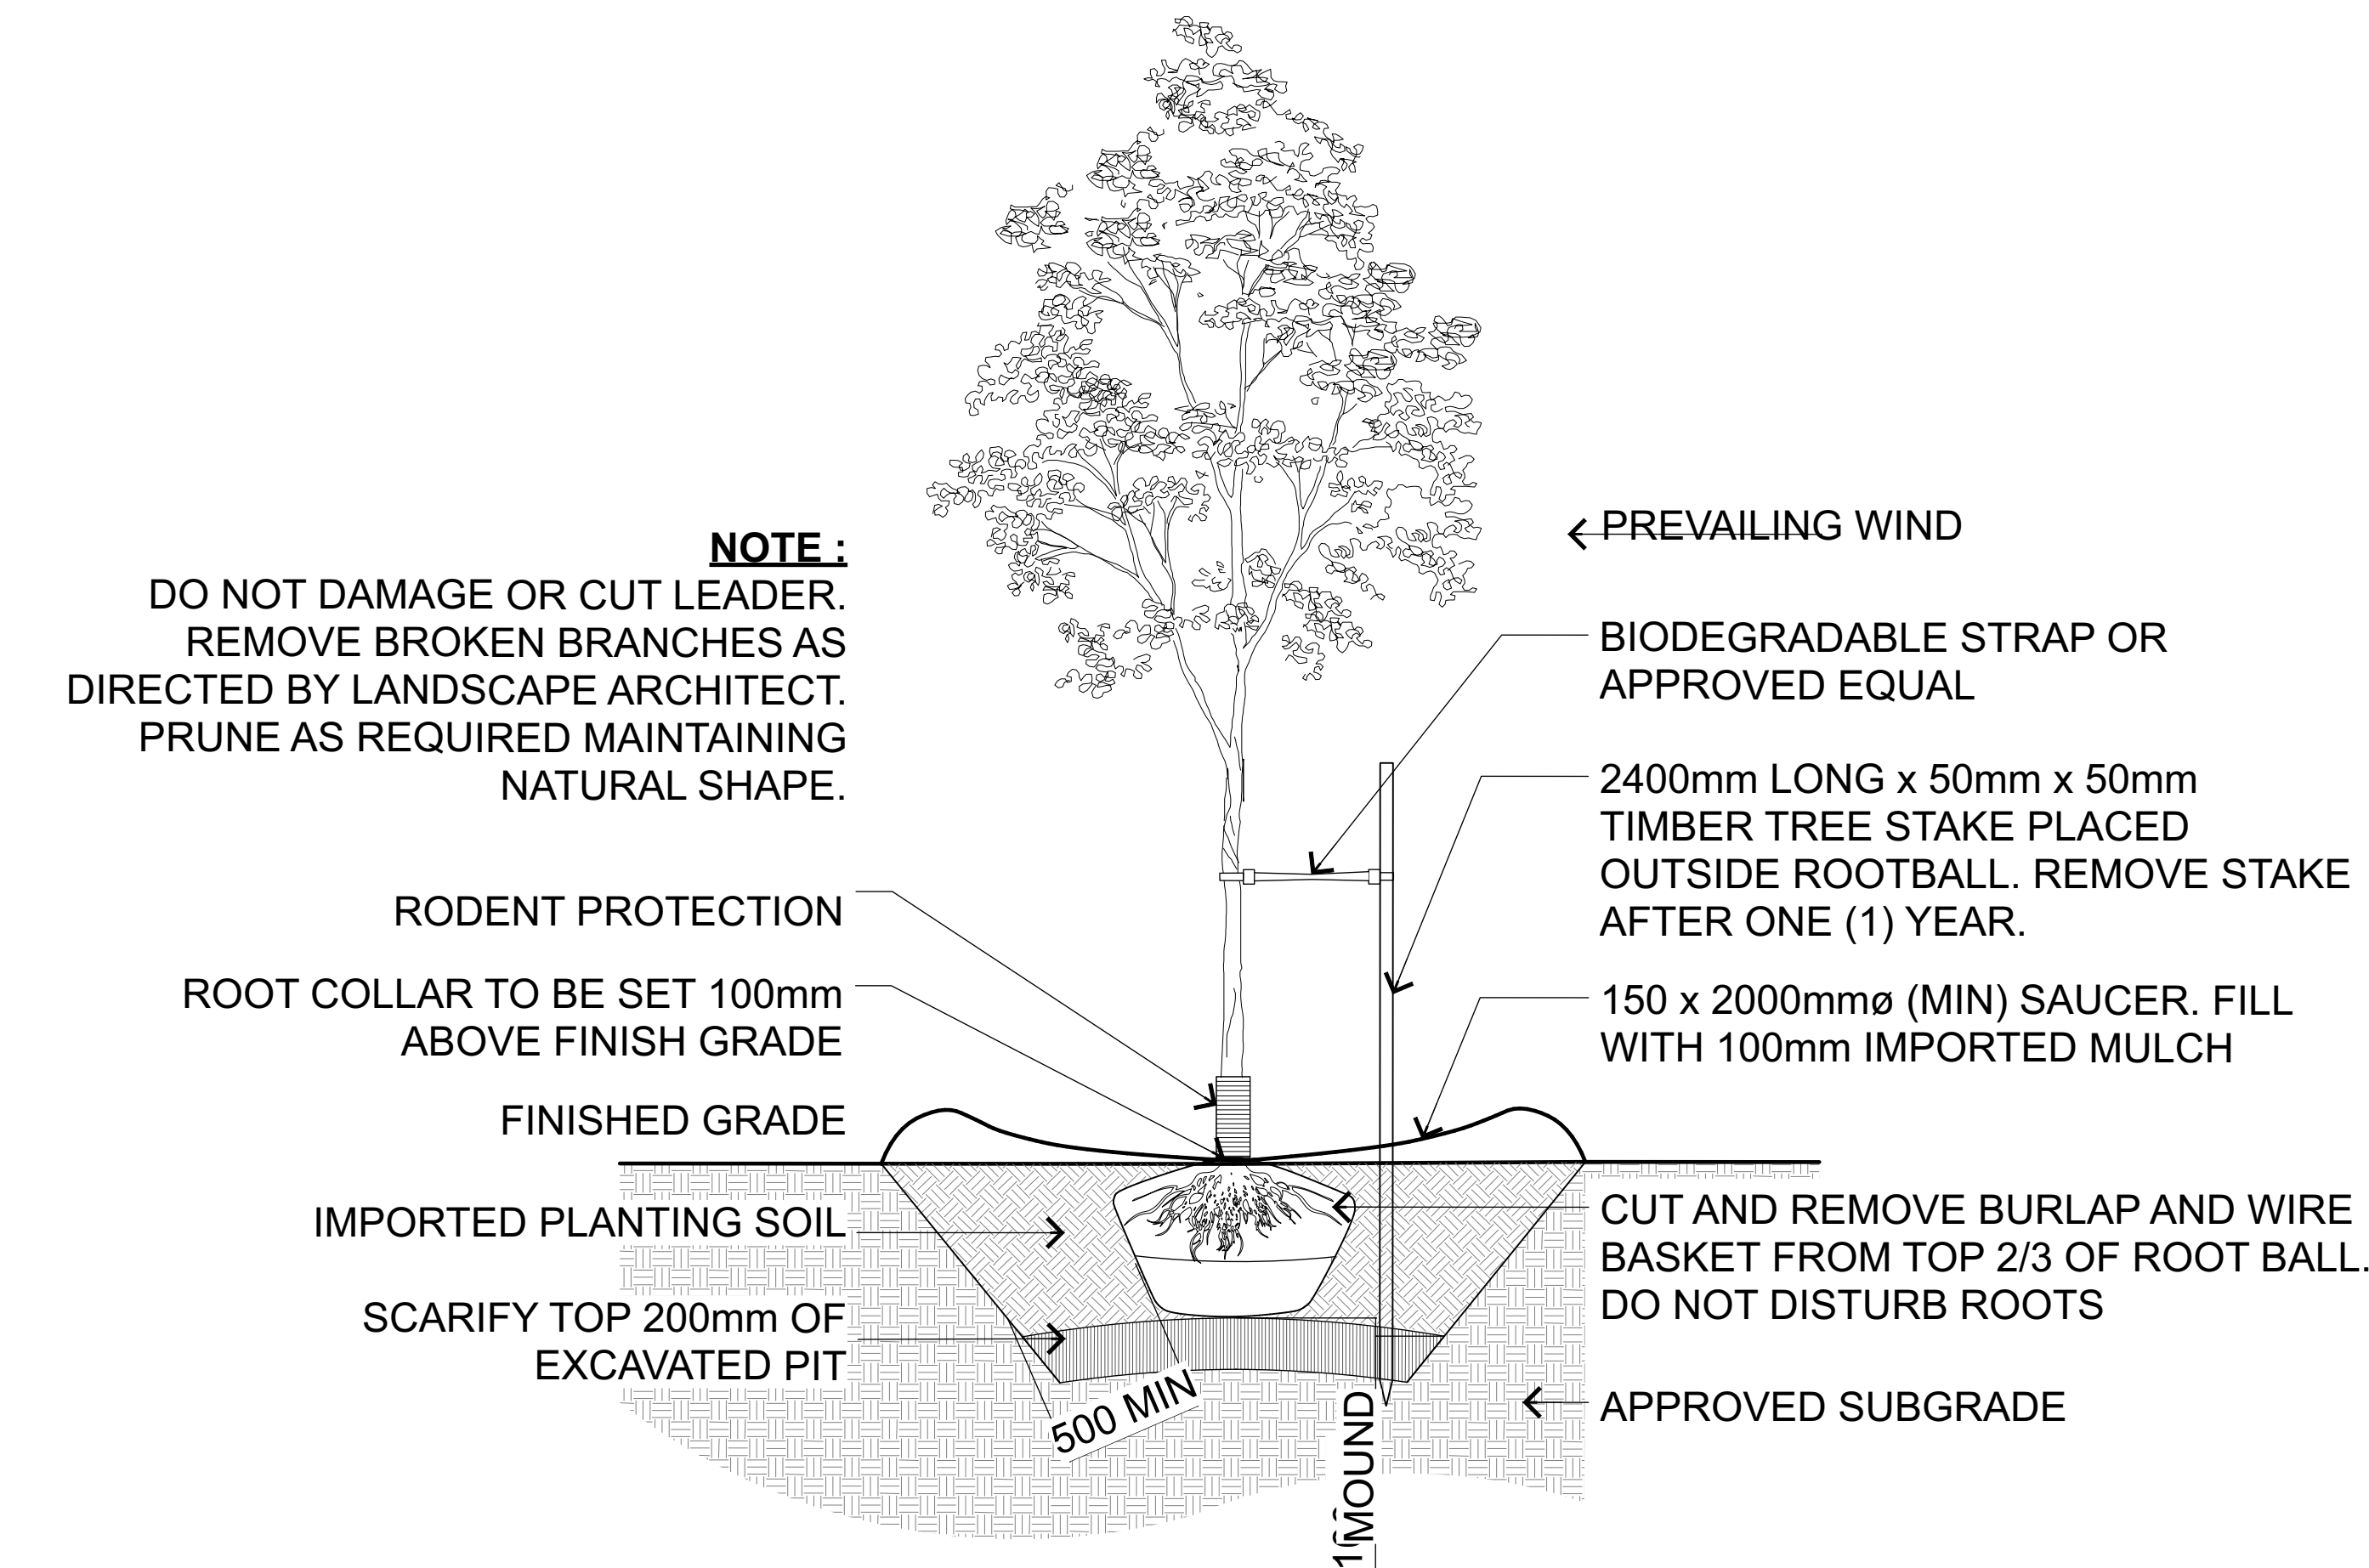 NOTE :
DO NOT DAMAGE OR CUT LEADER.
REMOVE BROKEN BRANCHES AS
DIRECTED BY LANDSCAPE ARCHITECT.
PRUNE AS REQUIRED MAINTAINING
NATURAL SHAPE.
RODENT PROTECTION
ROOT COLLAR TO BE SET 100mm
ABOVE FINISH GRADE
FINISHED GRADE
IMPORTED PLANTING SOIL
SCARIFY TOP 200mm OF
EXCAVATED PIT
PREVAILING WIND
BIODEGRADABLE STRAP OR
APPROVED EQUAL
2400mm LONG x 50mm x 50mm
TIMBER TREE STAKE PLACED
OUTSIDE ROOTBALL. REMOVE STAKE
AFTER ONE (1) YEAR.
150 x 2000mmø (MIN) SAUCER. FILL
WITH 100mm IMPORTED MULCH
CUT AND REMOVE BURLAP AND WIRE
BASKET FROM TOP 2/3 OF ROOT BALL.
DO NOT DISTURB ROOTS
APPROVED SUBGRADE
500 MIN
MOUND